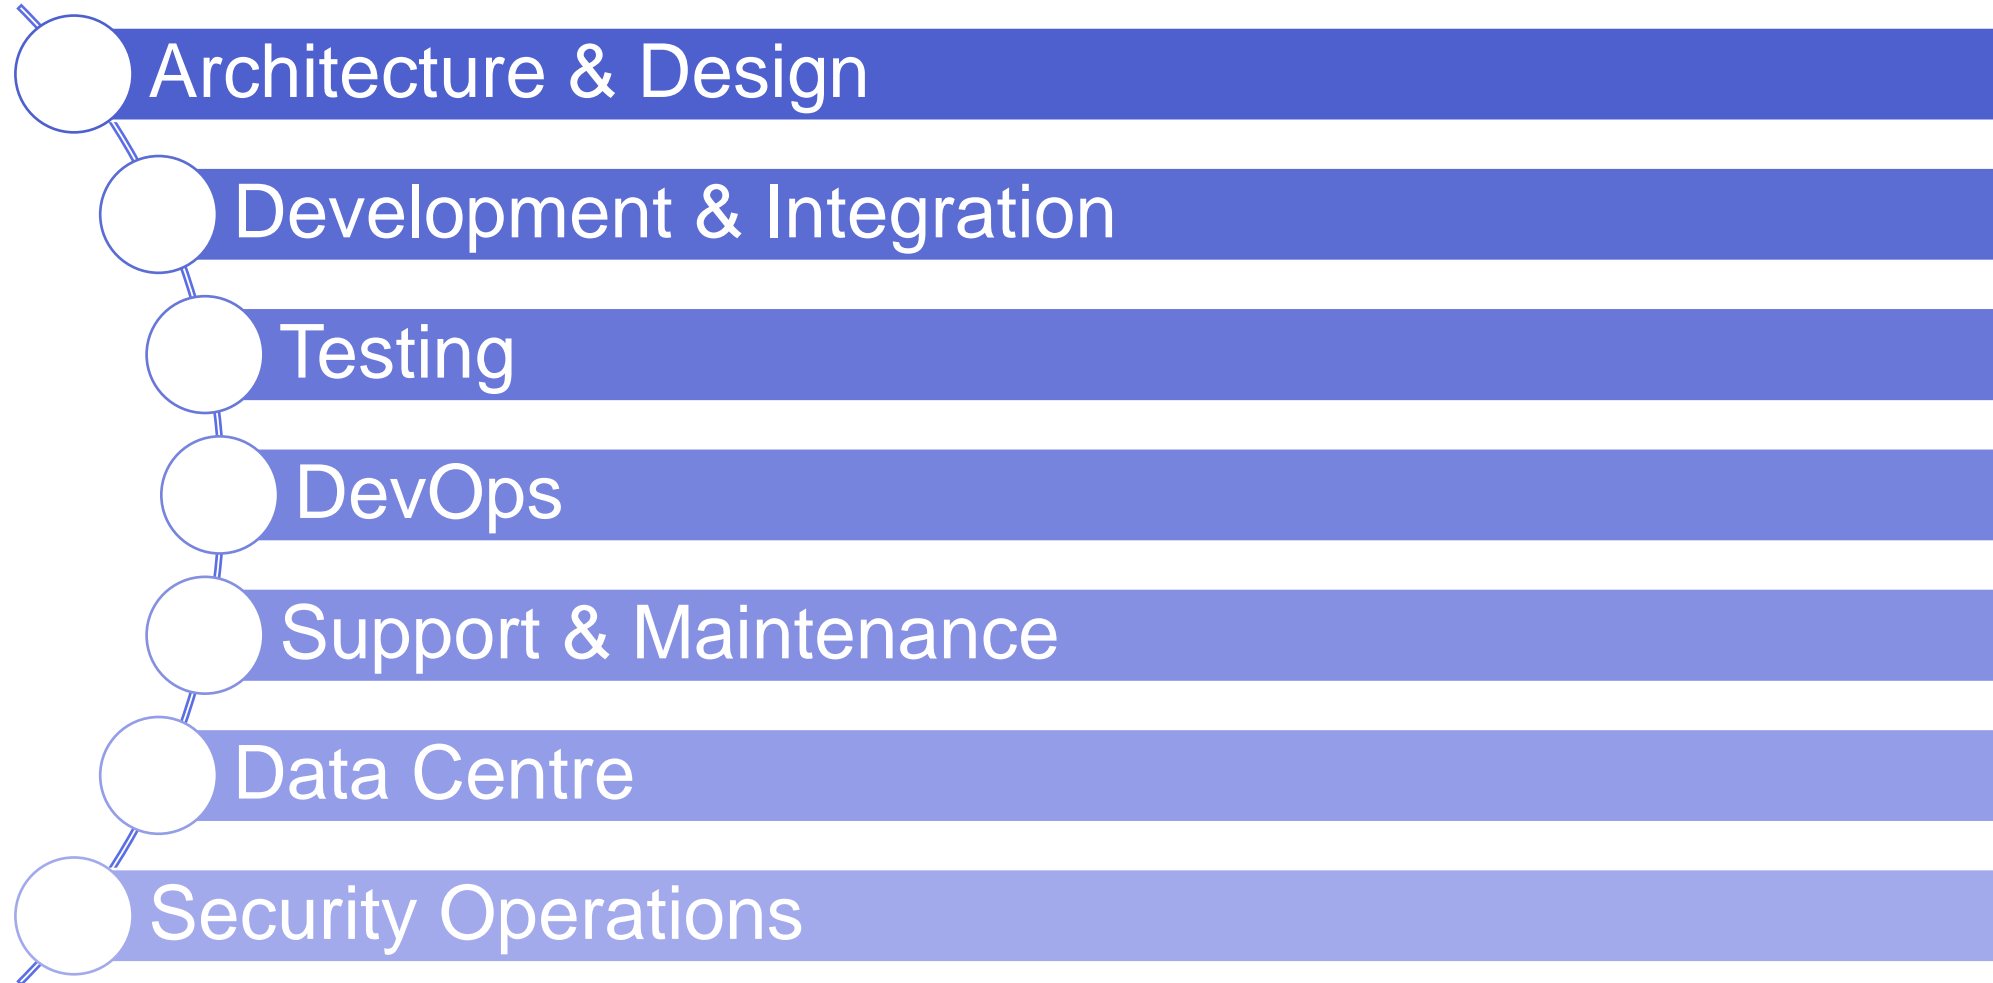 Architecture & Design
Development & Integration
Testing
DevOps
Support & Maintenance
Data Centre
Security Operations